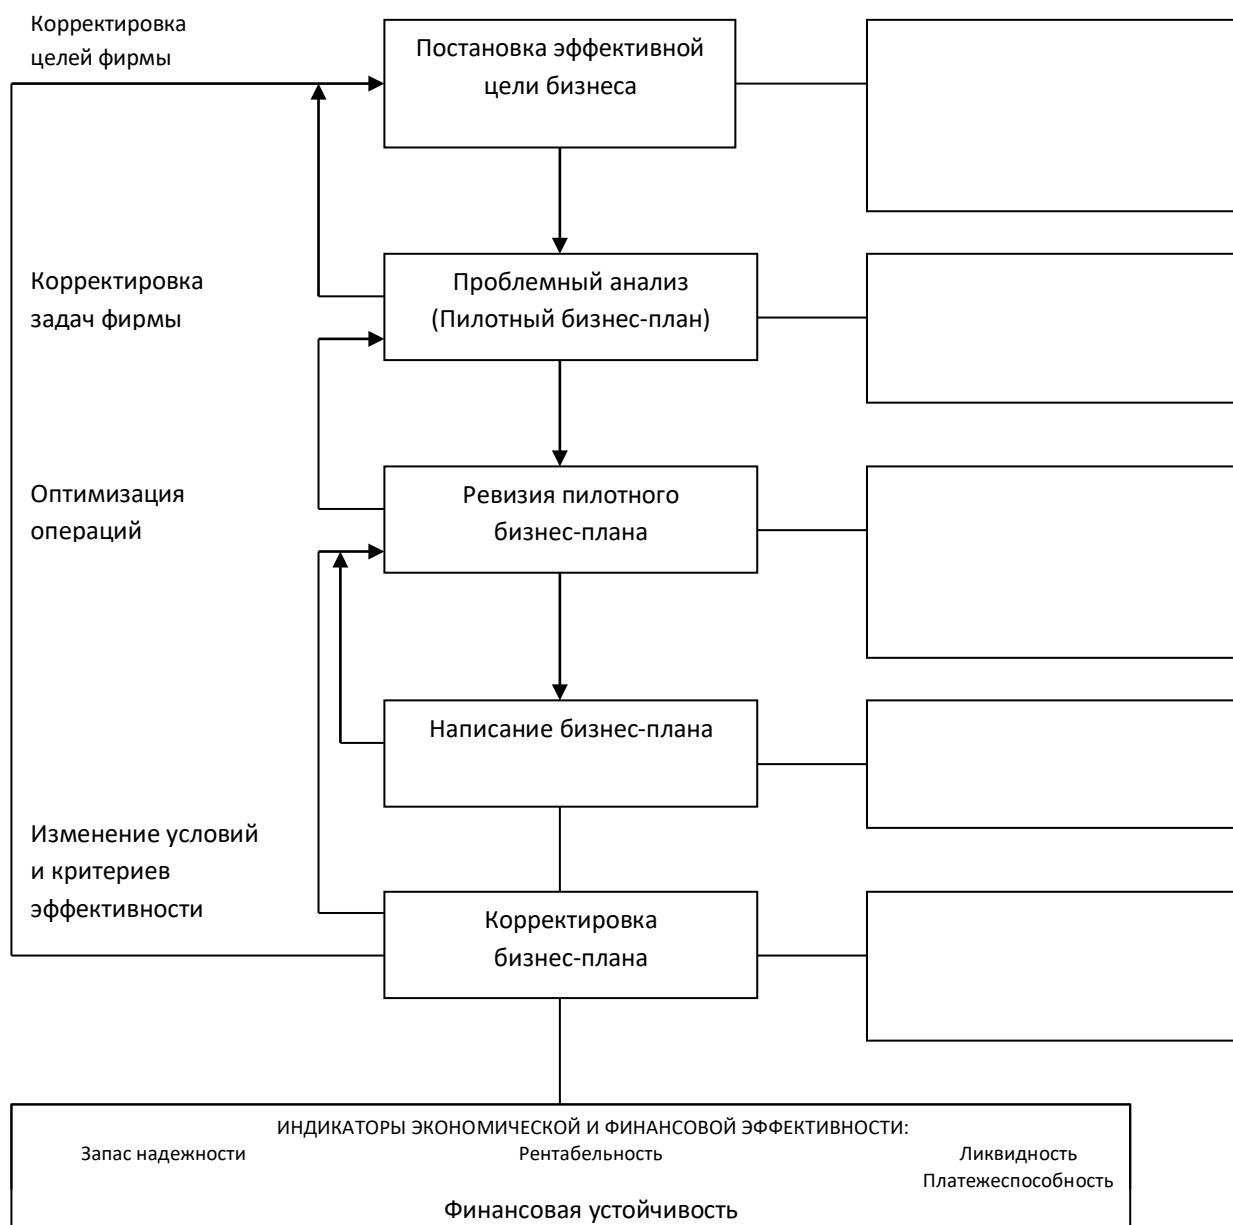 Корректировка
целей фирмы
Постановка эффективной
цели бизнеса
Корректировка
задач фирмы
Проблемный анализ
(Пилотный бизнес-план)
Оптимизация
операций
Ревизия пилотного
бизнес-плана
Написание бизнес-плана
Изменение условий
и критериев
эффективности
Корректировка
бизнес-плана
ИНДИКАТОРЫ ЭКОНОМИЧЕСКОЙ И ФИНАНСОВОЙ ЭФФЕКТИВНОСТИ:
Запас надежности Рентабельность Ликвидность
Платежеспособность
Финансовая устойчивость